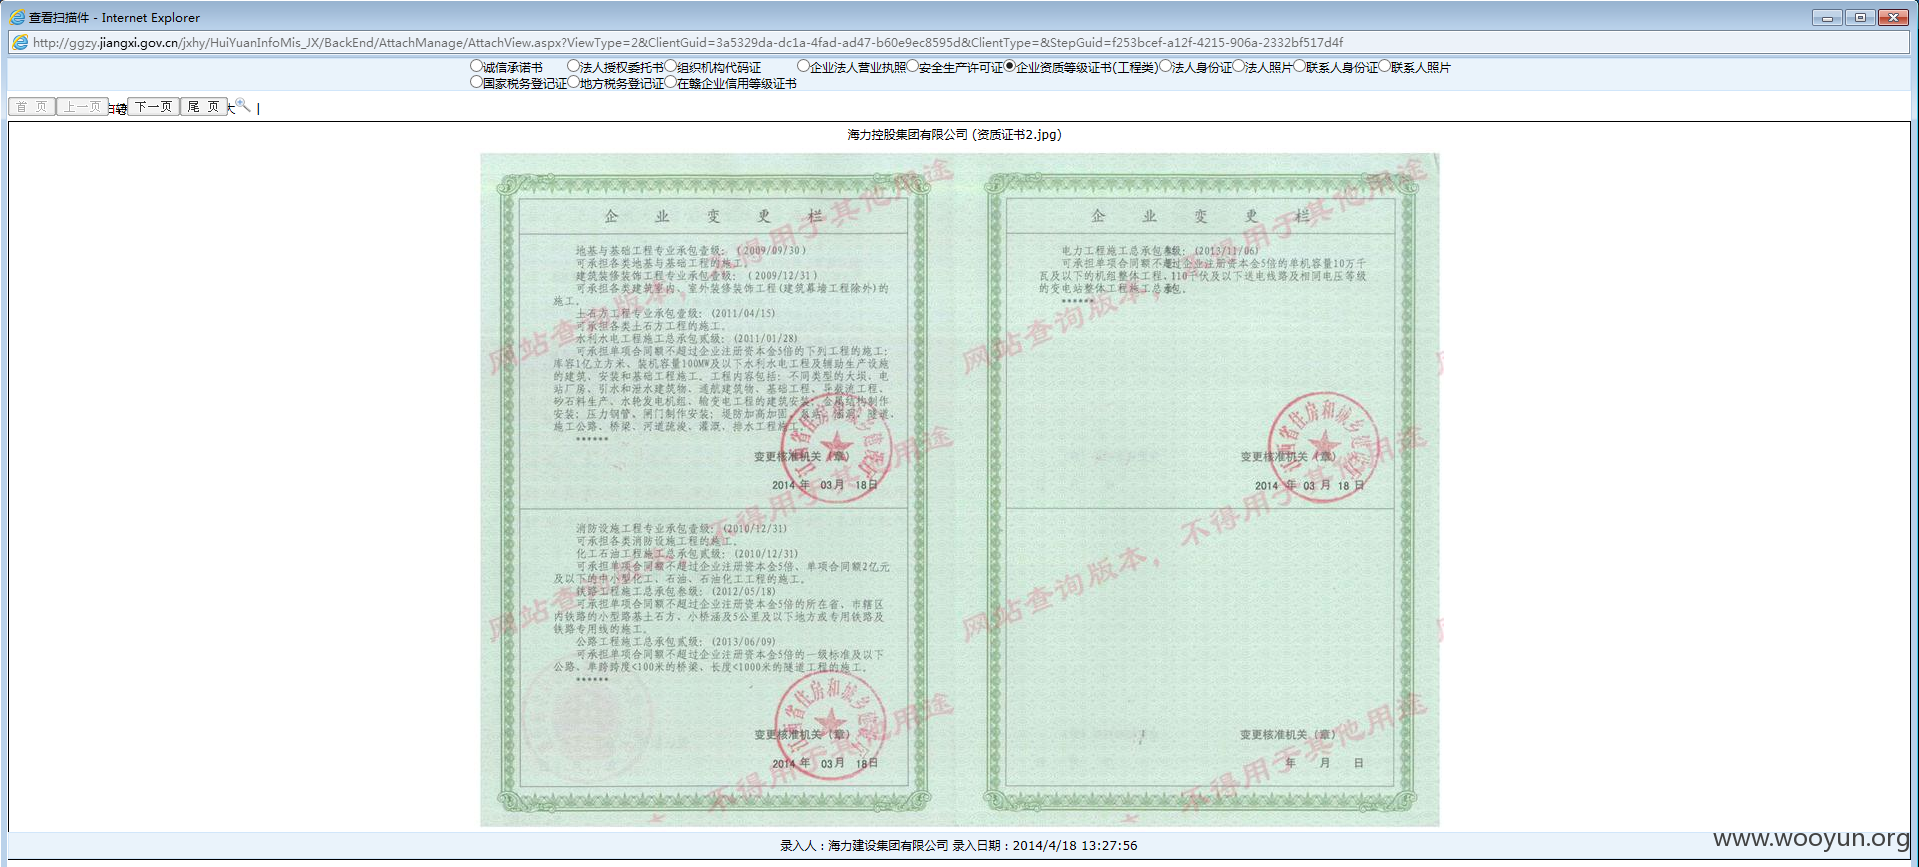 查看扫描件 - Internet Explorer
http://ggzy.jiangxi.gov.cn/jxhy/HuiYuanInfoMis_JX/BackEnd/AttachManage/AttachView.aspx?ViewType=2&ClientGuid=3a5329da-dc1a-4fad-ad47-b60e9ec8595d&ClientType=&StepGuid=f253bcef-a12f-4215-906a-2332bf517d4f
诚信承诺书 法人授权委托书 组织机构代码证 企业法人营业执照 安全生产许可证 企业资质等级证书(工程类) 法人身份证 法人照片 联系人身份证 联系人照片
国家税务登记证 地方税务登记证 在赣企业信用等级证书
首 页 上一页 下一页 尾 页
海力控股集团有限公司 (资质证书2.jpg)
企 业 变 更 栏
地基与基础工程专业承包壹级: (2009/09/30)
可承担各类地基与基础工程的施工。
建筑装修装饰工程专业承包壹级: (2009/12/31)
可承担各类建筑室内、室外装修装饰工程(建筑幕墙工程除外)的
施工。
土石方工程专业承包壹级: (2011/04/15)
可承担各类土石方工程的施工。
水利水电工程施工总承包贰级: (2011/01/28)
可承担单项合同额不超过企业注册资本金5倍的下列工程的施工:
库容1亿立方米、装机容量100MW及以下水利水电工程及辅助生产设施
的建筑、安装和基础工程施工。工程内容包括: 不同类型的大坝、电
站厂房、引水和泄水建筑物、通航建筑物、基础工程、导截流工程、
砂石料生产、水轮发电机组、输变电工程的建筑安装; 金属结构制作
安装; 压力钢管、闸门制作安装; 堤防加高加固、泵站、涵洞、隧道、
施工公路、桥梁、河道疏浚、灌溉、排水工程施工。
******
变更核准机关 (章)
2014 年 03月 18日
消防设施工程专业承包壹级: (2010/12/31)
可承担各类消防设施工程的施工。
化工石油工程施工总承包贰级: (2010/12/31)
可承担单项合同额不超过企业注册资本金5倍、单项合同额2亿元
及以下的中小型化工、石油、石油化工工程的施工。
铁路工程施工总承包叁级: (2012/05/18)
可承担单项合同额不超过企业注册资本金5倍的所在省、市辖区
内铁路的小型路基土石方、小桥涵及5公里及以下地方或专用铁路及
铁路专用线的施工。
公路工程施工总承包贰级: (2013/06/09)
可承担单项合同额不超过企业注册资本金5倍的一级标准及以下
公路、单跨跨度<100米的桥梁、长度<1000米的隧道工程的施工。
******
变更核准机关 (章)
2014 年 03月 18日
企 业 变 更 栏
电力工程施工总承包叁级: (2013/11/06)
可承担单项合同额不超过企业注册资本金5倍的单机容量10万千
瓦及以下的机组整体工程、110千伏及以下送电线路及相同电压等级
的变电站整体工程施工总承包。
******
变更核准机关 (章)
2014 年 03 月 18 日
变更核准机关 (章)
年 月 日
网站查询版本，不得用于其他用途
江西省住房和城乡建设厅
录入人：海力建设集团有限公司 录入日期：2014/4/18 13:27:56
www.wooyun.org